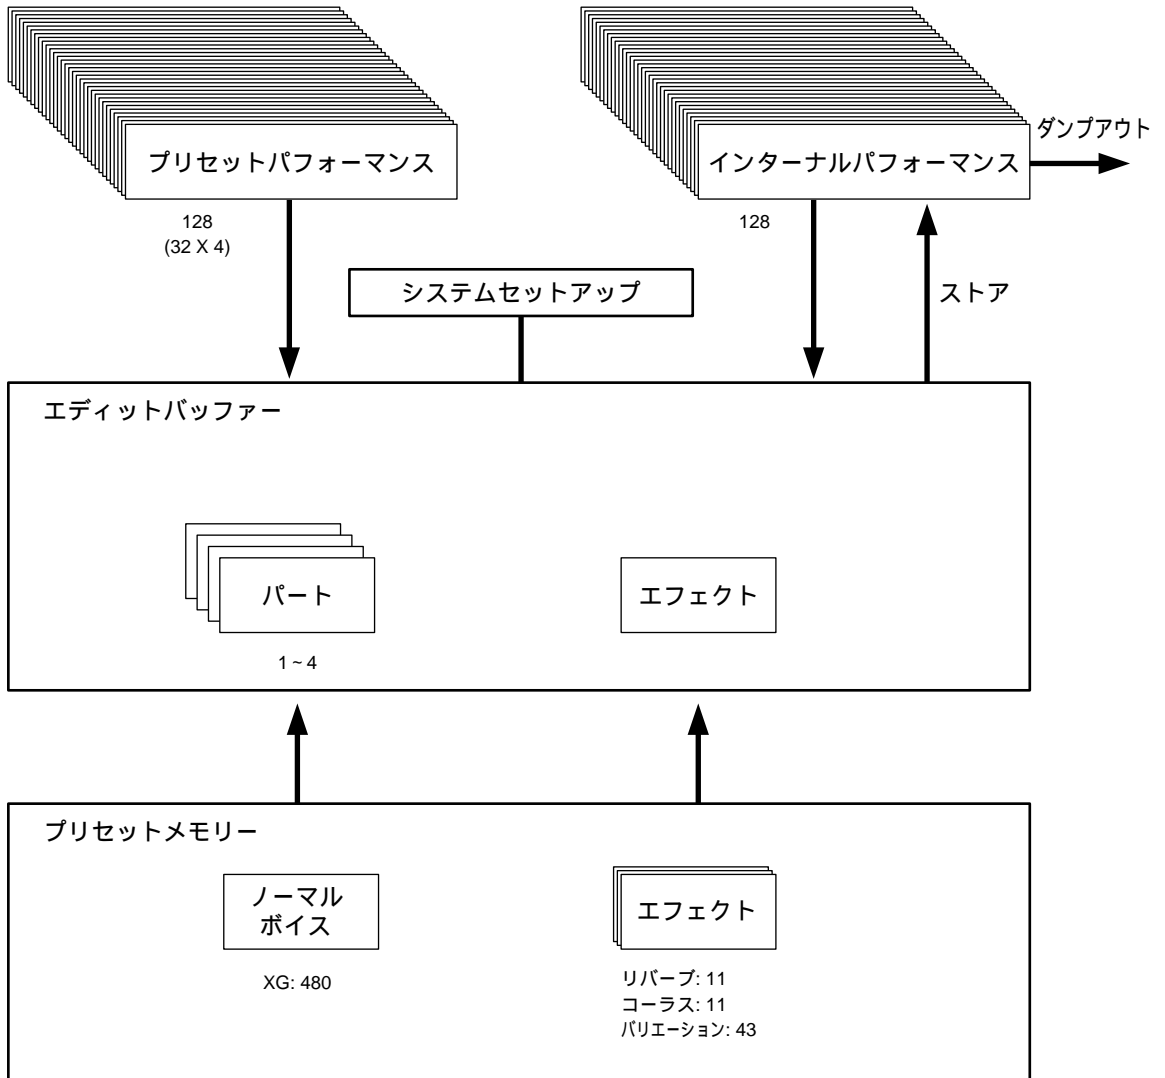 プリセットパフォーマンス
インターナルパフォーマンス
ダンプアウト
128
(32 X 4)
128
システムセットアップ
ストア
エディットバッファー
パート
エフェクト
1 ~ 4
プリセットメモリー
ノーマル
ボイス
エフェクト
XG: 480
リバーブ: 11
コーラス: 11
バリエーション: 43